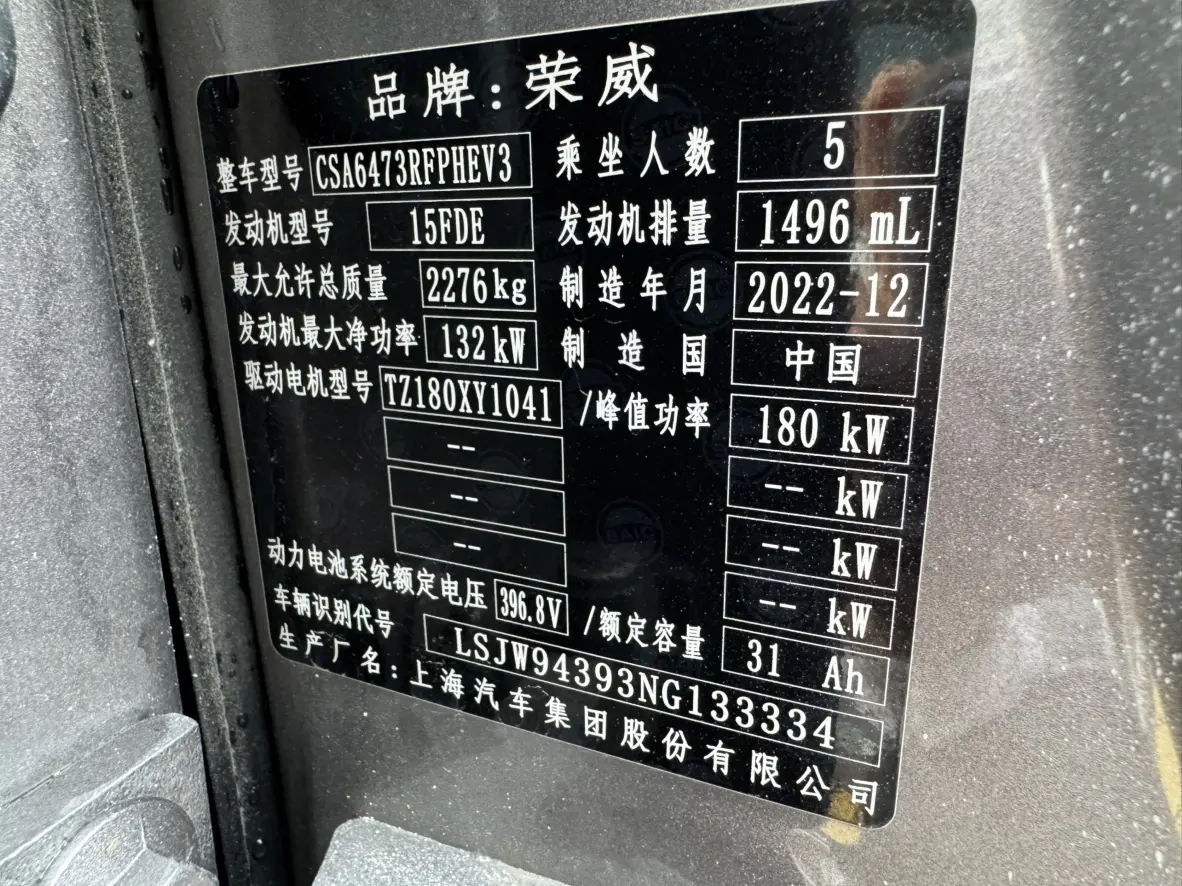 品牌：荣威
整车型号 CSA6473RFPHEV3 乘坐人数 5
发动机型号 15FDE 发动机排量 1496 mL
最大允许总质量 2276kg 制造年月 2022-12
发动机最大净功率 132kW 制造国 中国
驱动电机型号 TZ180XY1041 /峰值功率 180 kW
-- -- kW
-- -- kW
-- -- kW
动力电池系统额定电压 396.8V /额定容量 31 Ah
车辆识别代号 LSJW94393NG133334
生产厂名：上海汽车集团股份有限公司